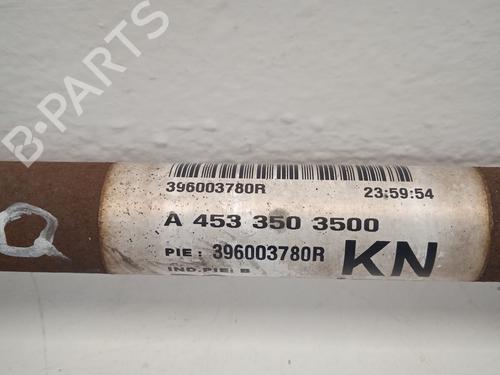 B-PARTS
396003780R 23:59:54
A 453 350 3500
PIE : 396003780R KN
IND.PIE: B